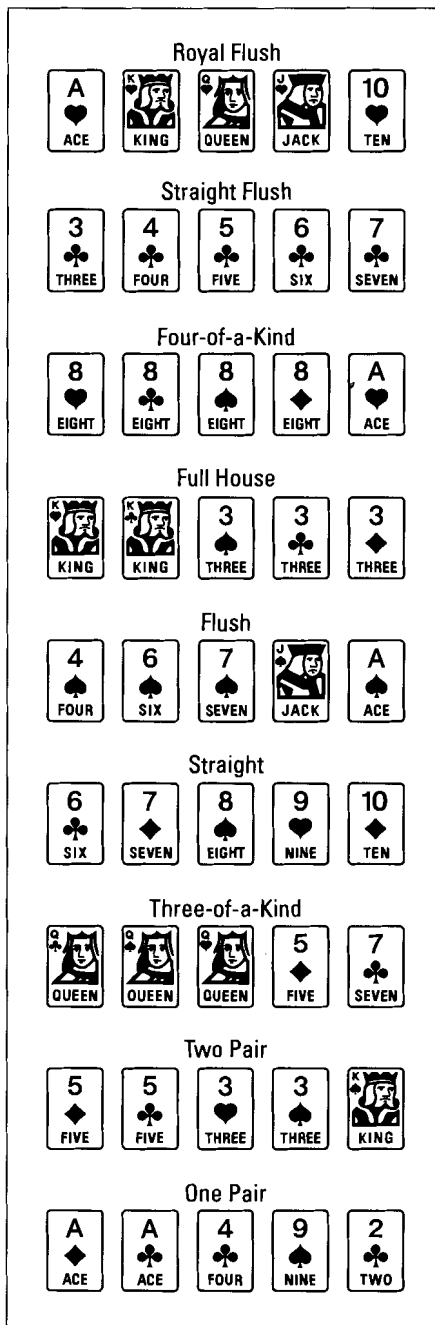 Royal Flush
A K Q J 10
ACE KING QUEEN JACK TEN
Straight Flush
3 4 5 6 7
THREE FOUR FIVE SIX SEVEN
Four-of-a-Kind
8 8 8 8 A
EIGHT EIGHT EIGHT EIGHT ACE
Full House
K K 3 3 3
KING KING THREE THREE THREE
Flush
4 6 7 J A
FOUR SIX SEVEN JACK ACE
Straight
6 7 8 9 10
SIX SEVEN EIGHT NINE TEN
Three-of-a-Kind
Q Q Q 5 7
QUEEN QUEEN QUEEN FIVE SEVEN
Two Pair
5 5 3 3 K
FIVE FIVE THREE THREE KING
One Pair
A A 4 9 2
ACE ACE FOUR NINE TWO